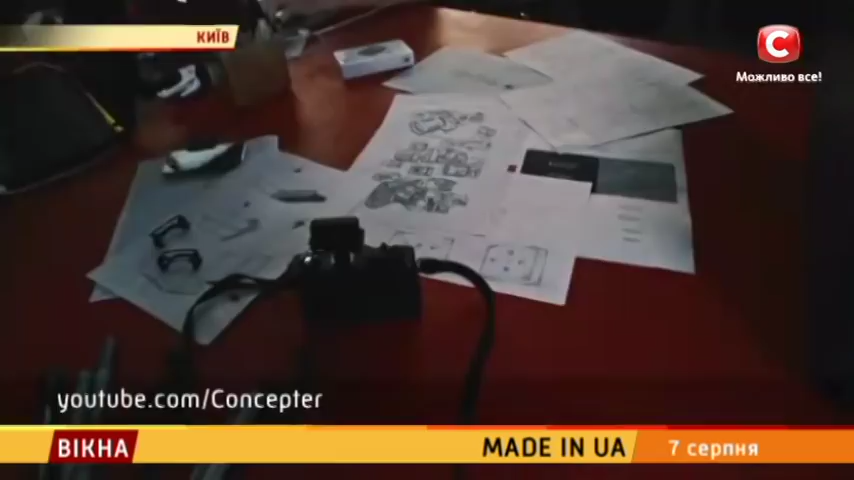 КИЇВ
Можливо все!
youtube.com/Concepter
ВІКНА
MADE IN UA
7 серпня